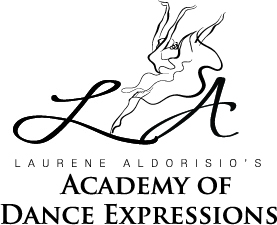 LA
LAURENE ALDORISIO'S
ACADEMY OF
DANCE EXPRESSIONS